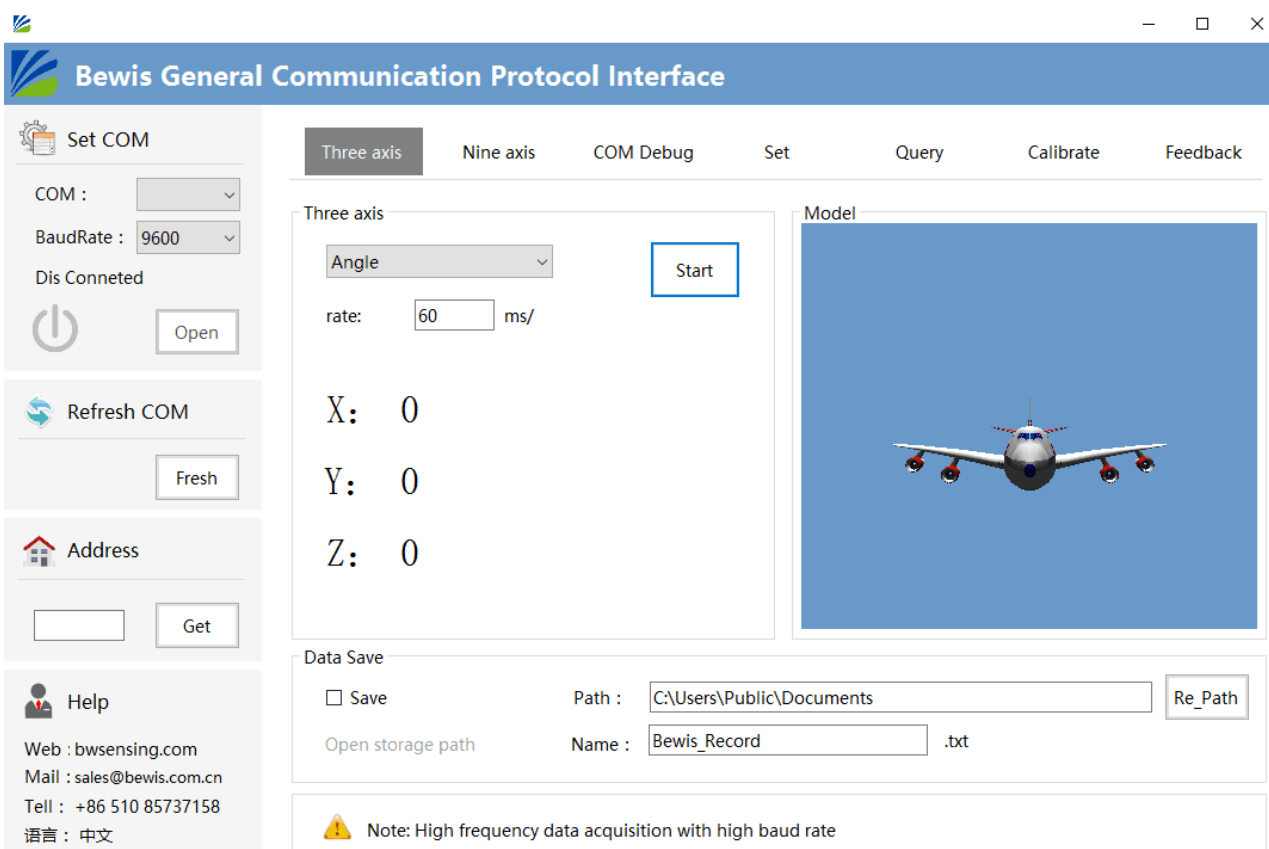 Bewis General Communication Protocol Interface
Set COM
COM :
BaudRate : 9600
Dis Conneted
Open
Refresh COM
Fresh
Address
Get
Help
Web : bwsensing.com
Mail : sales@bewis.com.cn
Tell : +86 510 85737158
语言 : 中文
Three axis Nine axis COM Debug Set Query Calibrate Feedback
Three axis
Angle
Start
rate: 60 ms/
X: 0
Y: 0
Z: 0
Model
Data Save
Save
Path : C:\Users\Public\Documents
Re_Path
Open storage path
Name : Bewis_Record .txt
Note: High frequency data acquisition with high baud rate